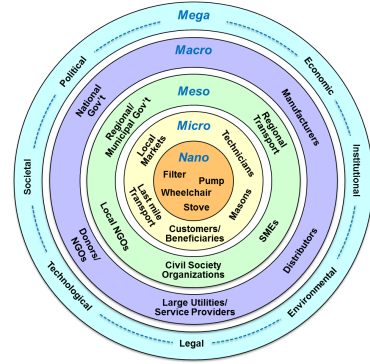 Mega
Political
Economic
Societal
Institutional
Technological
Environmental
Legal
Macro
National
Gov't
Manufacturers
Donors/
NGOs
Distributors
Large Utilities/
Service Providers
Meso
Regional/
Municipal Gov't
Regional
Transport
Local NGOs
SMEs
Civil Society
Organizations
Micro
Local
Markets
Technicians
Last mile
Transport
Masons
Customers/
Beneficiaries
Nano
Filter
Pump
Wheelchair
Stove